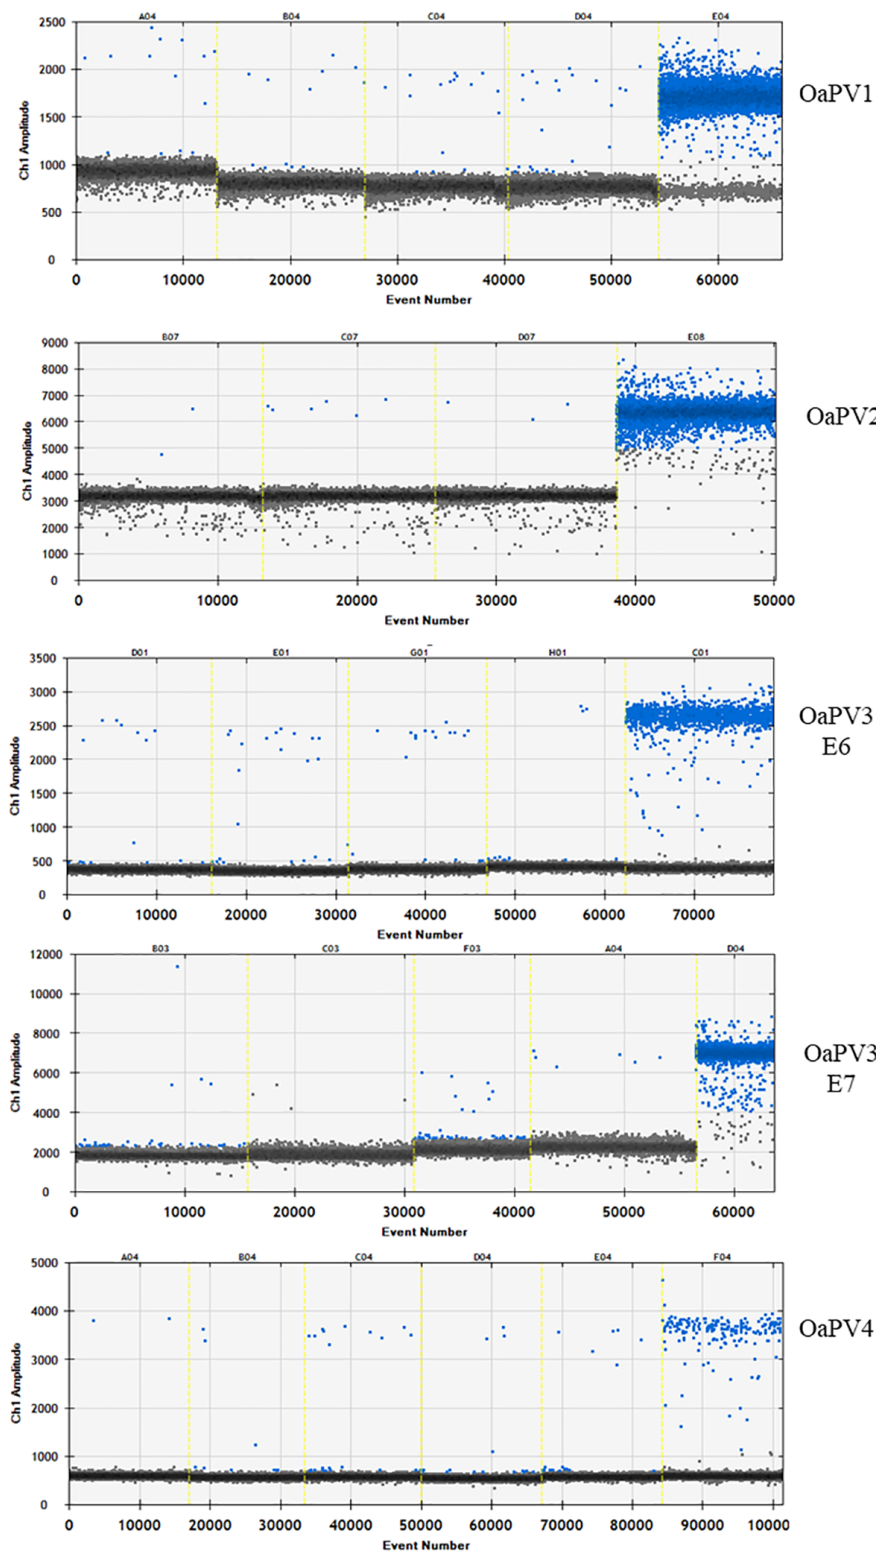 A04 B04 C04 D04 E04
2500
2000
1500
1000
500
0
Ch1 Amplitudo
0 10000 20000 30000 40000 50000 60000
Event Number
OaPV1
B07 C07 D07 E08
9000
8000
7000
6000
5000
4000
3000
2000
1000
0
Ch1 Amplitudo
0 10000 20000 30000 40000 50000
Event Number
OaPV2
D01 E01 G01 H01 C01
3500
3000
2500
2000
1500
1000
500
0
Ch1 Amplitudo
0 10000 20000 30000 40000 50000 60000 70000
Event Number
OaPV3
E6
B03 C03 F03 A04 D04
12000
10000
8000
6000
4000
2000
0
Ch1 Amplitudo
0 10000 20000 30000 40000 50000 60000
Event Number
OaPV3
E7
A04 B04 C04 D04 E04 F04
5000
4000
3000
2000
1000
0
Ch1 Amplitudo
0 10000 20000 30000 40000 50000 60000 70000 80000 90000 100000
Event Number
OaPV4